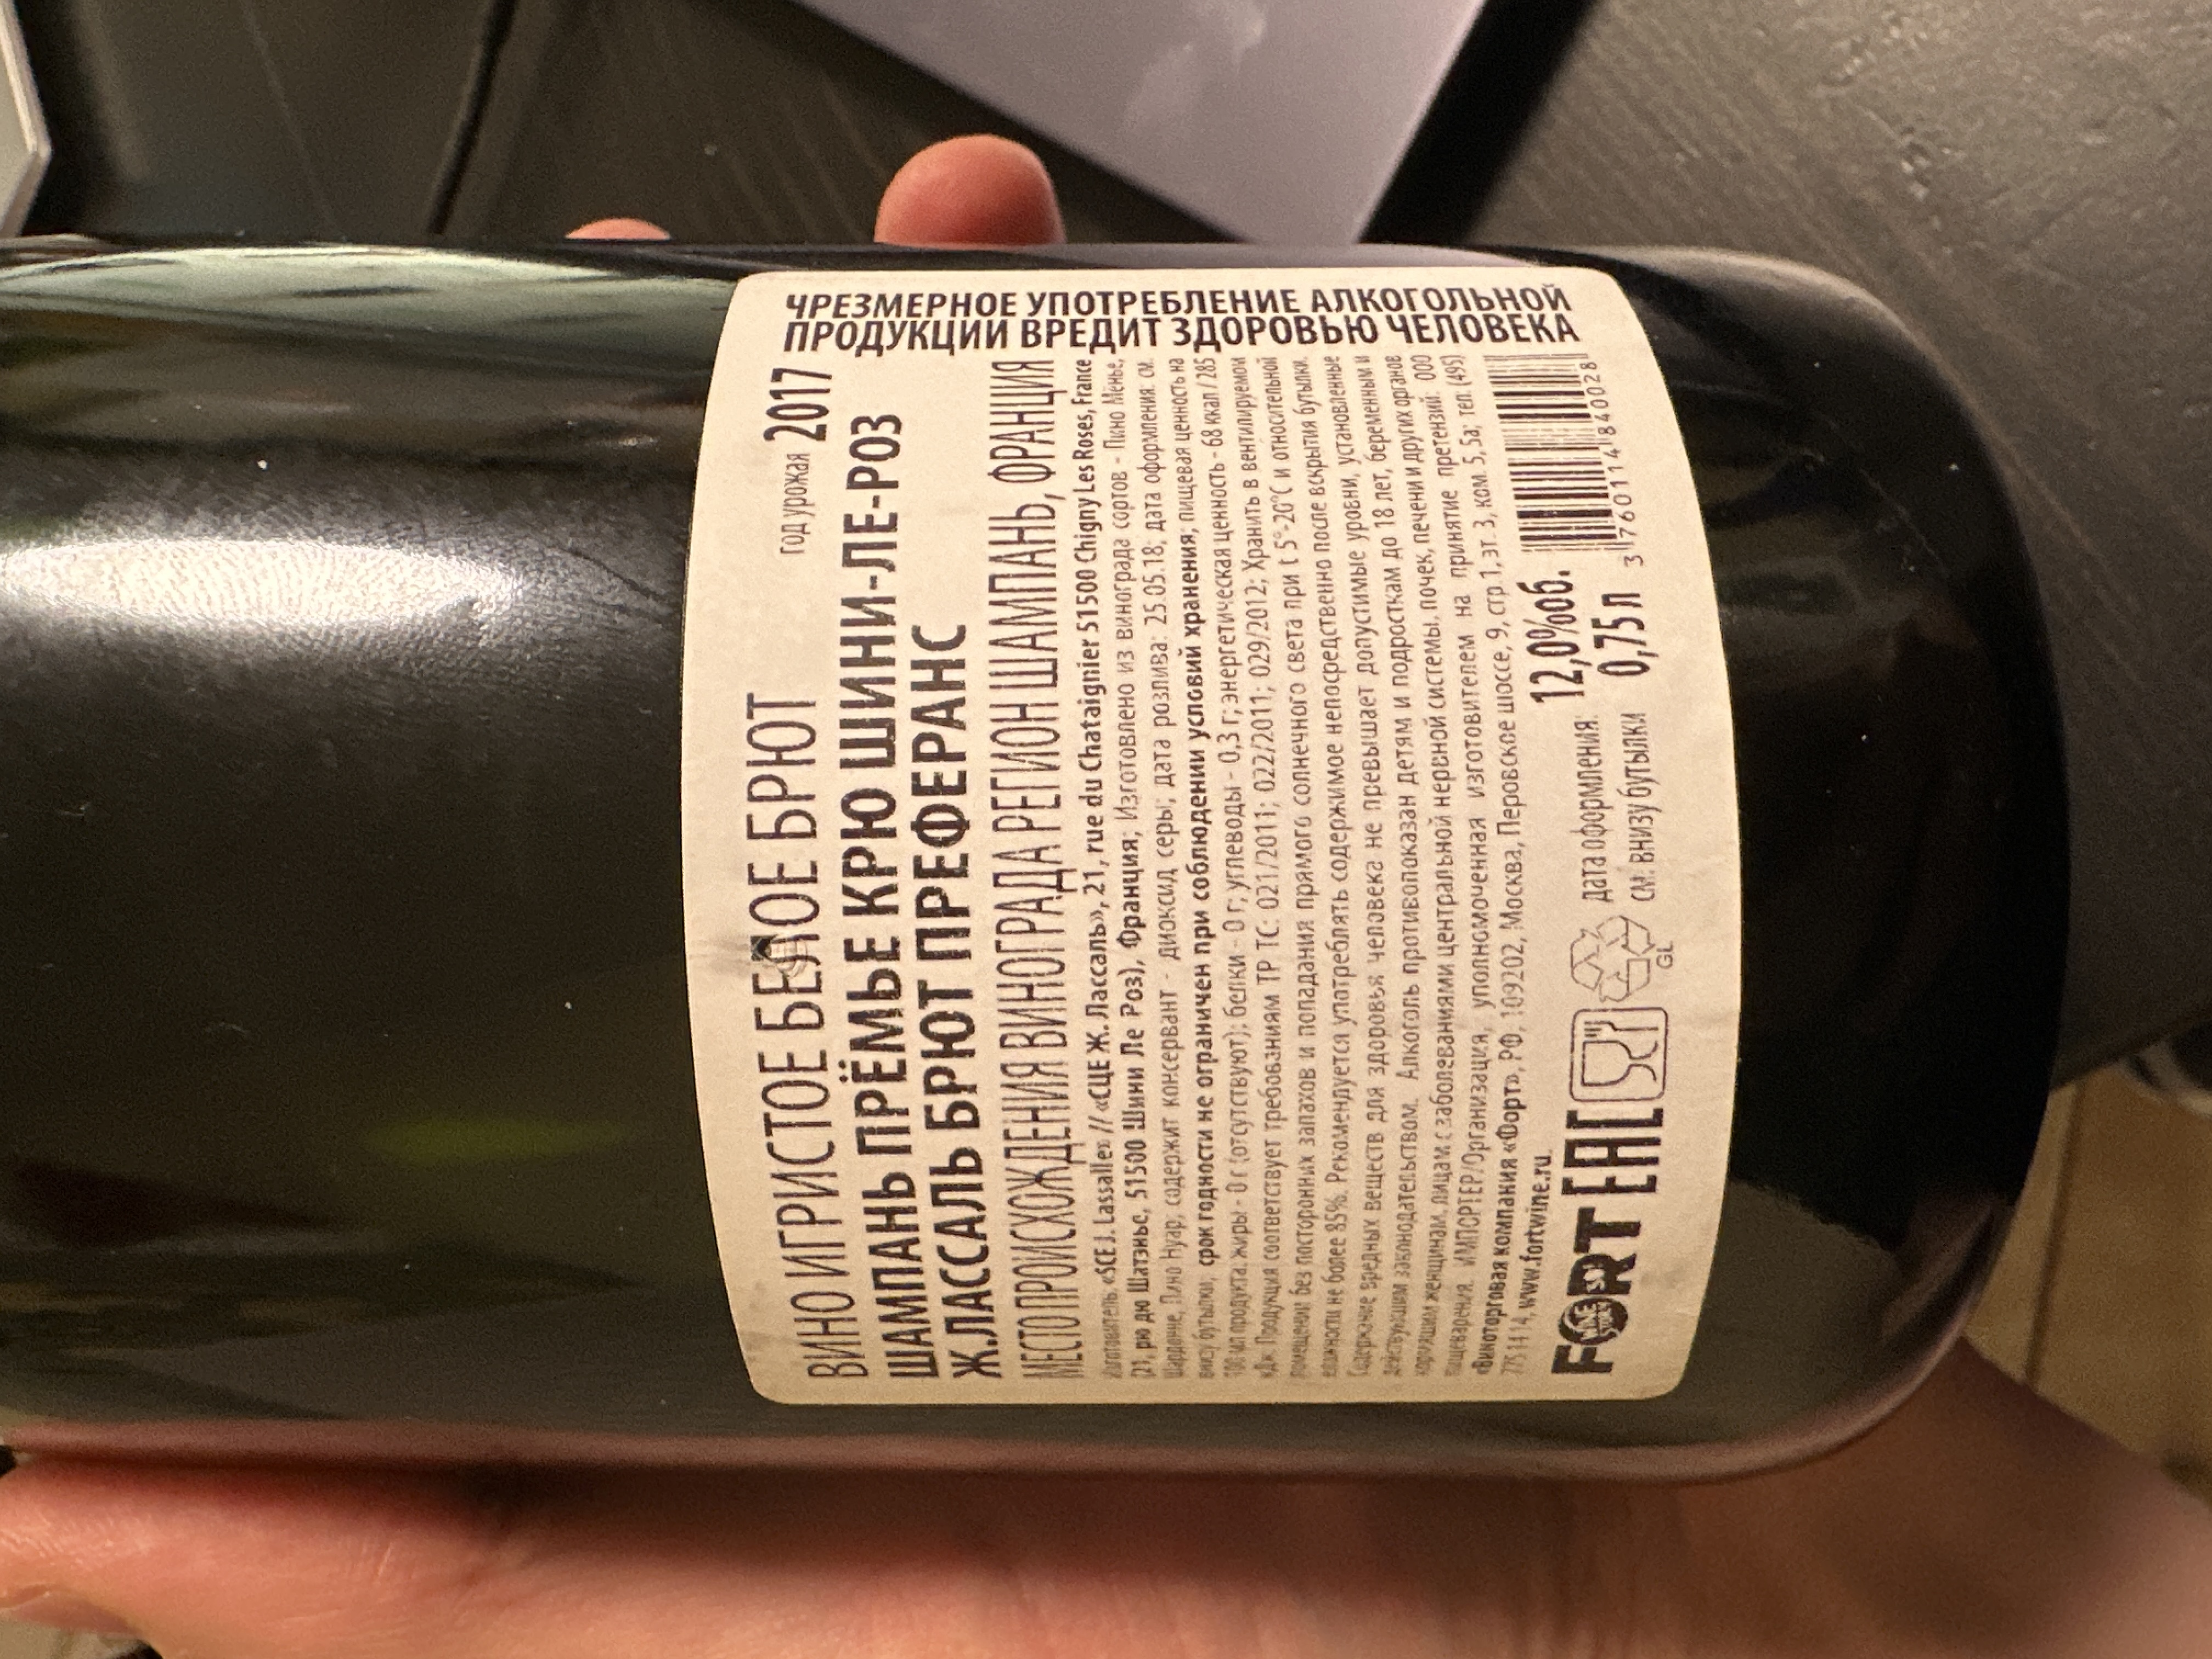 ВИНО ИГРИСТОЕ БЕЛОЕ БРЮТ
год урожая 2017
ШАМПАНЬ ПРЁМЬЕ КРЮ ШИНИ-ЛЕ-РОЗ
Ж.ЛАССАЛЬ БРЮТ ПРЕФЕРАНС
МЕСТО ПРОИСХОЖДЕНИЯ ВИНОГРАДА РЕГИОН ШАМПАНЬ, ФРАНЦИЯ
Изготовитель: «SCE J. Lassalle» // «СЦЕ Ж. Лассаль», 21, rue du Chataignier 51500 Chigny Les Roses, France
(21, рю дю Шатэнье, 51500 Шини Ле Роз), Франция; Изготовлено из винограда сортов - Пино Менье,
Шардонне, Пино Нуар; содержит консервант - диоксид серы; дата розлива: 25.05.18; дата оформления: см.
внизу бутылки; срок годности не ограничен при соблюдении условий хранения; пищевая ценность на
100 мл продукта: жиры - 0 г (отсутствуют); белки - 0 г; углеводы - 0,3 г; энергетическая ценность - 68 ккал / 285
кДж. Продукция соответствует требованиям ТР ТС: 021/2011; 022/2011; 029/2012; Хранить в вентилируемом
помещении без посторонних запахов и попадания прямого солнечного света при t 5°-20°C и относительной
влажности не более 85%. Рекомендуется употреблять содержимое непосредственно после вскрытия бутылки.
Содержание вредных веществ для здоровья человека не превышает допустимые уровни, установленные
действующим законодательством. Алкоголь противопоказан детям и подросткам до 18 лет, беременным и
кормящим женщинам, лицам с заболеваниями центральной нервной системы, почек, печени и других органов
пищеварения. ИМПОРТЕР/Организация, уполномоченная изготовителем на принятие претензий: ООО
«Виноторговая компания «Форт», РФ, 109202, Москва, Перовское шоссе, 9, стр 1, эт. 3, ком. 5, 5а; тел. (495)
7751414, www.fortwine.ru.
FORT
EAC
GL
дата оформления:
см. внизу бутылки
12,0%об.
0,75 л
3 760114 840028
ЧРЕЗМЕРНОЕ УПОТРЕБЛЕНИЕ АЛКОГОЛЬНОЙ
ПРОДУКЦИИ ВРЕДИТ ЗДОРОВЬЮ ЧЕЛОВЕКА